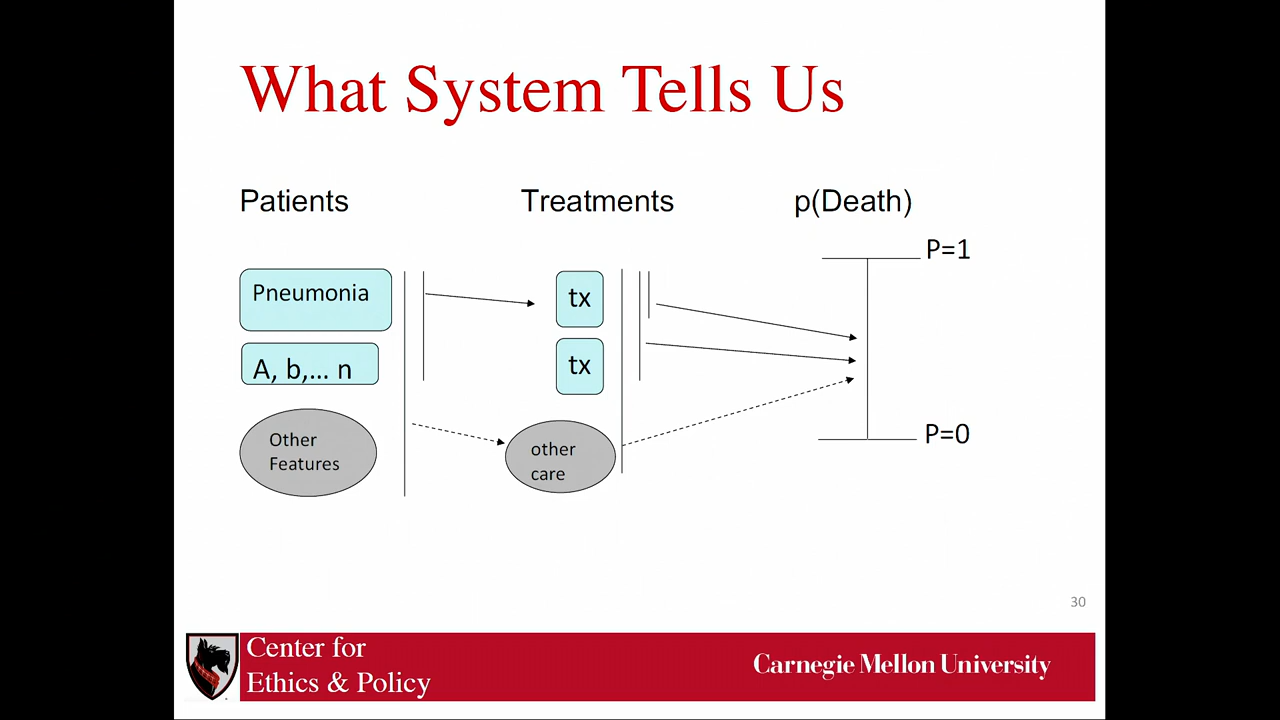 What System Tells Us
Patients
Treatments
p(Death)
P=1
Pneumonia
tx
A, b,... n
tx
Other
Features
other
care
P=0
30
Center for
Ethics & Policy
Carnegie Mellon University